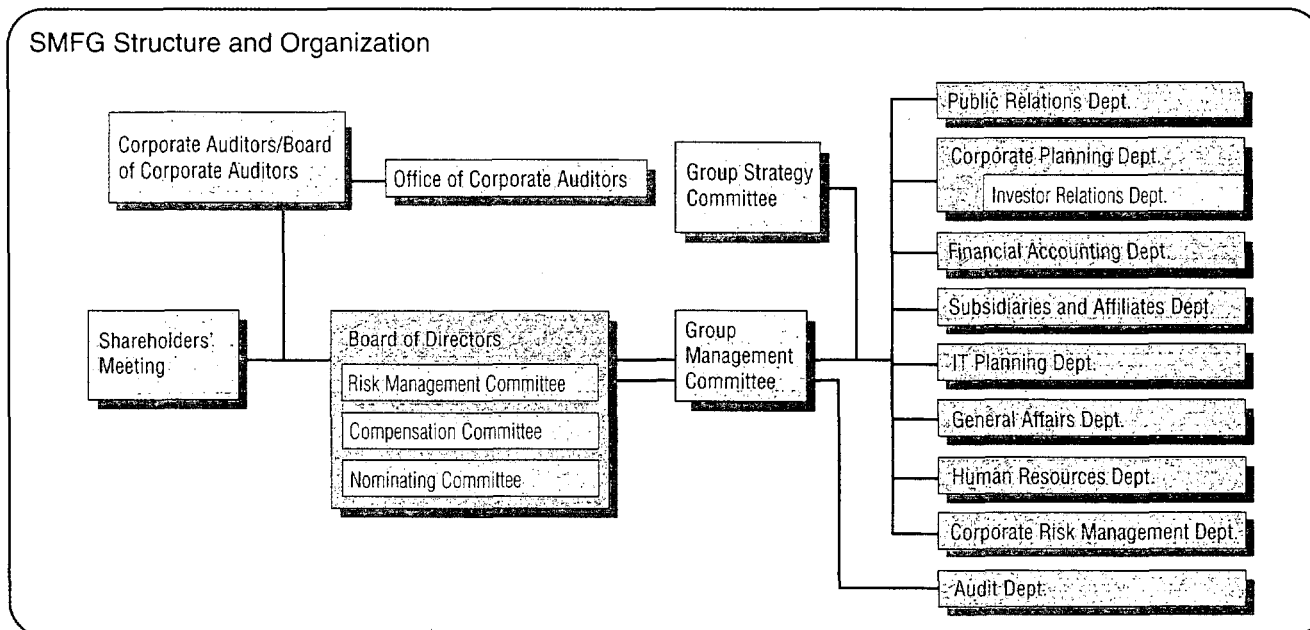 SMFG Structure and Organization
Corporate Auditors/Board
of Corporate Auditors
Office of Corporate Auditors
Shareholders'
Meeting
Board of Directors
Risk Management Committee
Compensation Committee
Nominating Committee
Group Strategy
Committee
Group
Management
Committee
Public Relations Dept.
Corporate Planning Dept.
Investor Relations Dept.
Financial Accounting Dept.
Subsidiaries and Affiliates Dept.
IT Planning Dept.
General Affairs Dept.
Human Resources Dept.
Corporate Risk Management Dept.
Audit Dept.